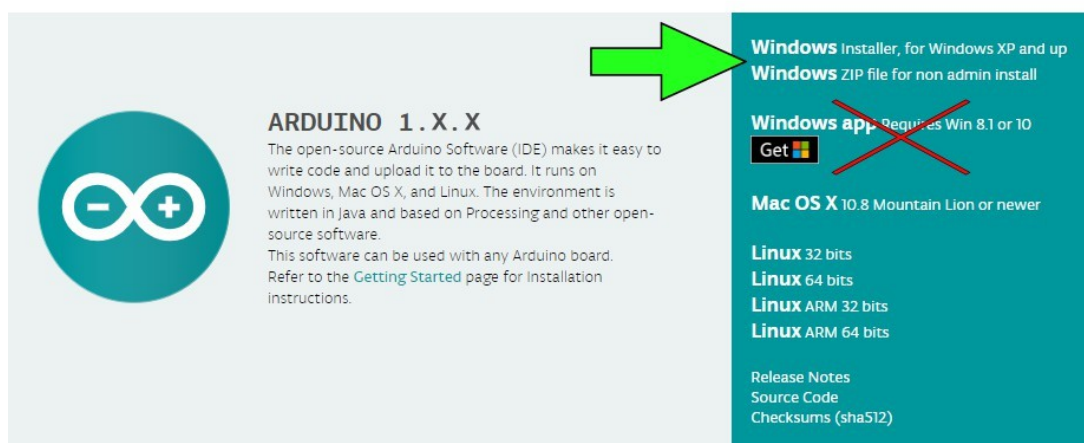 ARDUINO 1.X.X
The open-source Arduino Software (IDE) makes it easy to
write code and upload it to the board. It runs on
Windows, Mac OS X, and Linux. The environment is
written in Java and based on Processing and other open-
source software.
This software can be used with any Arduino board.
Refer to the Getting Started page for Installation
instructions.
Windows Installer, for Windows XP and up
Windows ZIP file for non admin install
Windows app Requires Win 8.1 or 10
Get
Mac OS X 10.8 Mountain Lion or newer
Linux 32 bits
Linux 64 bits
Linux ARM 32 bits
Linux ARM 64 bits
Release Notes
Source Code
Checksums (sha512)